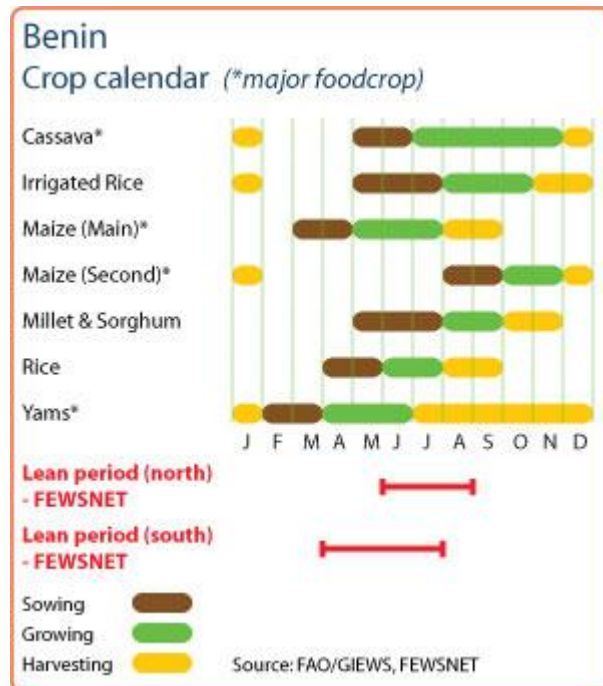 Benin
Crop calendar (*major foodcrop)
Cassava*
Irrigated Rice
Maize (Main)*
Maize (Second)*
Millet & Sorghum
Rice
Yams*
J F M A M J J A S O N D
Lean period (north)
- FEWSNET
Lean period (south)
- FEWSNET
Sowing
Growing
Harvesting
Source: FAO/GIEWS, FEWSNET